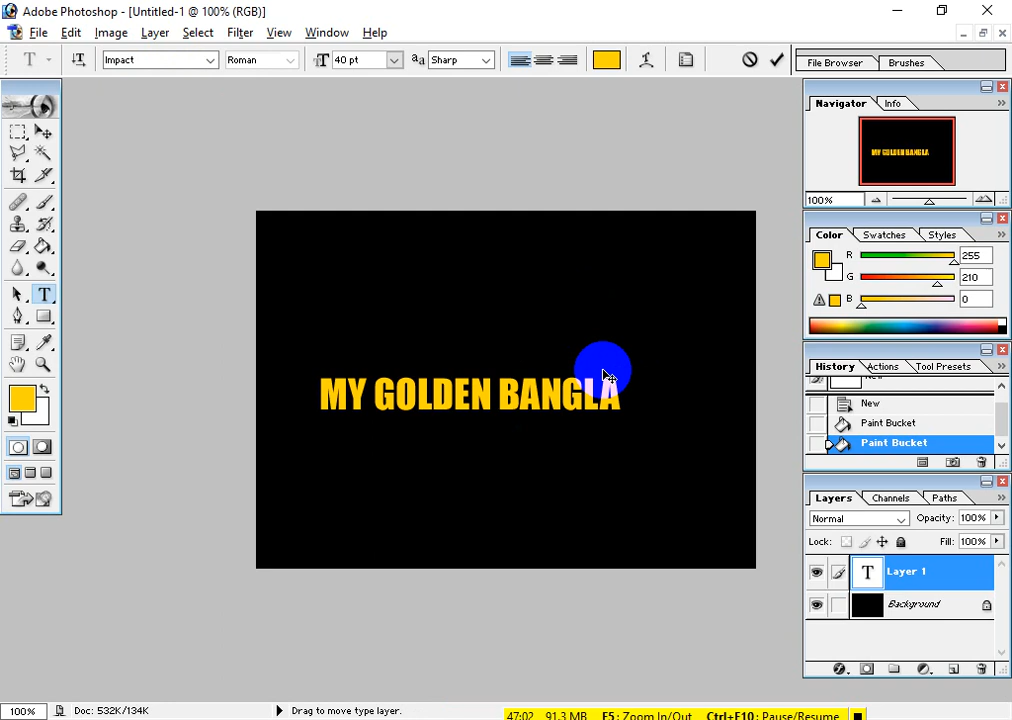 Adobe Photoshop - [Untitled-1 @ 100% (RGB)]
File Edit Image Layer Select Filter View Window Help
T Impact Roman T 40 pt aa Sharp File Browser Brushes
Navigator Info
MY GOLDEN BANGLA
100%
Color Swatches Styles
R 255
G 210
B 0
MY GOLDEN BANGLA
History Actions Tool Presets
New
New
Paint Bucket
Paint Bucket
Layers Channels Paths
Normal Opacity: 100%
Lock: Fill: 100%
T Layer 1
Background
100% Doc: 532K/134K Drag to move type layer.
47:02 91.3 MB F5: Zoom In/Out Ctrl+F10: Pause/Resume